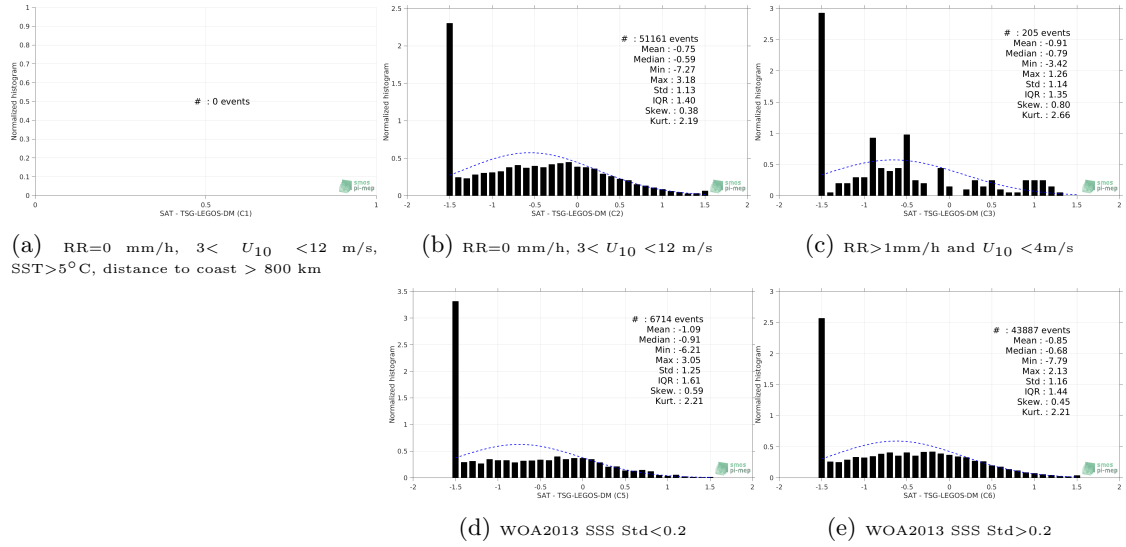 1
0.9
0.8
0.7
0.6
0.5
0.4
0.3
0.2
0.1
0
Normalized histogram
# : 0 events
smos
pi-mep
0 0.5 1
SAT - TSG-LEGOS-DM (C1)
(a) RR=0 mm/h, 3< U10 <12 m/s,
SST>5°C, distance to coast > 800 km
2.5
2
1.5
1
0.5
0
Normalized histogram
# : 51161 events
Mean : -0.75
Median : -0.59
Min : -7.27
Max : 3.18
Std : 1.13
IQR : 1.40
Skew. : 0.38
Kurt. : 2.19
smos
pi-mep
-2 -1.5 -1 -0.5 0 0.5 1 1.5 2
SAT - TSG-LEGOS-DM (C2)
(b) RR=0 mm/h, 3< U10 <12 m/s
3
2.5
2
1.5
1
0.5
0
Normalized histogram
# : 205 events
Mean : -0.91
Median : -0.79
Min : -3.42
Max : 1.26
Std : 1.14
IQR : 1.35
Skew. : 0.80
Kurt. : 2.66
smos
pi-mep
-2 -1.5 -1 -0.5 0 0.5 1 1.5 2
SAT - TSG-LEGOS-DM (C3)
(c) RR>1mm/h and U10 <4m/s
3.5
3
2.5
2
1.5
1
0.5
0
Normalized histogram
# : 6714 events
Mean : -1.09
Median : -0.91
Min : -6.21
Max : 3.05
Std : 1.25
IQR : 1.61
Skew. : 0.59
Kurt. : 2.21
smos
pi-mep
-2 -1.5 -1 -0.5 0 0.5 1 1.5 2
SAT - TSG-LEGOS-DM (C5)
(d) WOA2013 SSS Std<0.2
3
2.5
2
1.5
1
0.5
0
Normalized histogram
# : 43887 events
Mean : -0.85
Median : -0.68
Min : -7.79
Max : 2.13
Std : 1.16
IQR : 1.44
Skew. : 0.45
Kurt. : 2.21
smos
pi-mep
-2 -1.5 -1 -0.5 0 0.5 1 1.5 2
SAT - TSG-LEGOS-DM (C6)
(e) WOA2013 SSS Std>0.2